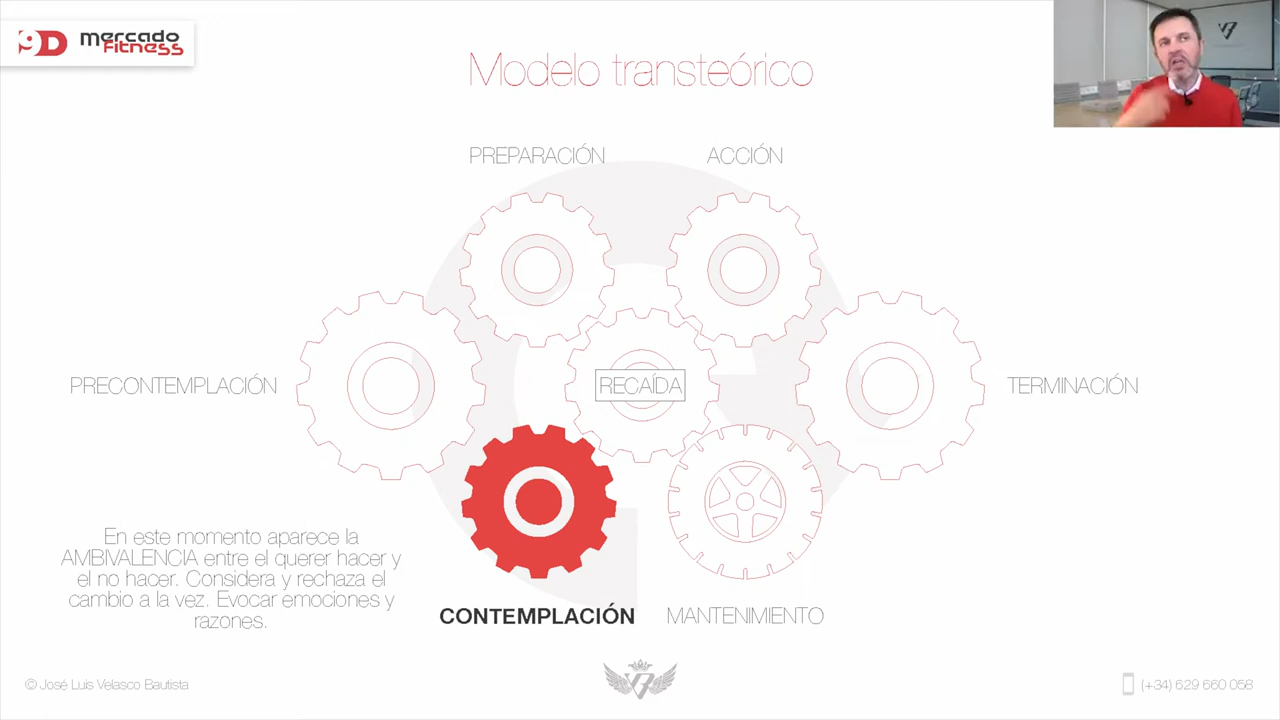 9D mercado
fitness
Modelo transteórico
PREPARACIÓN
ACCIÓN
PRECONTEMPLACIÓN
RECAÍDA
TERMINACIÓN
En este momento aparece la
AMBIVALENCIA entre el querer hacer y
el no hacer. Considera y rechaza el
cambio a la vez. Evocar emociones y
razones.
CONTEMPLACIÓN
MANTENIMIENTO
© José Luis Velasco Bautista
(+34) 629 660 058